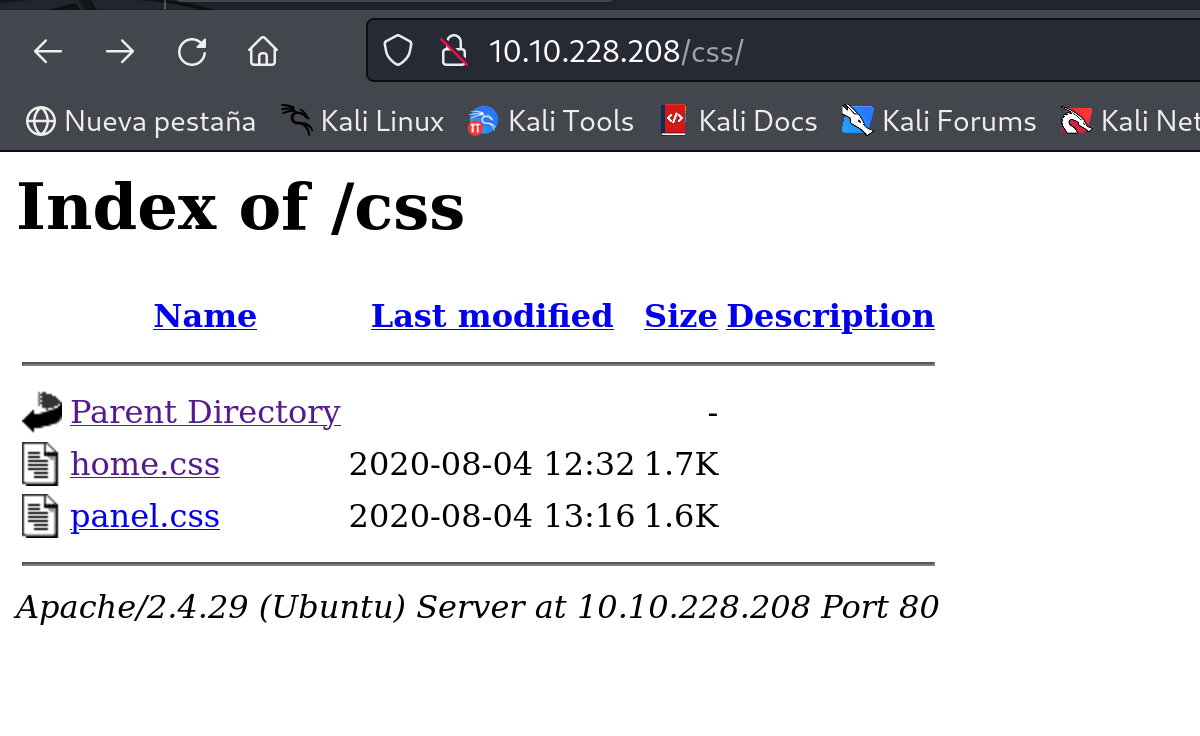 10.10.228.208/css/
Nueva pestaña Kali Linux Kali Tools Kali Docs Kali Forums Kali Net
Index of /css
Name Last modified Size Description
Parent Directory -
home.css 2020-08-04 12:32 1.7K
panel.css 2020-08-04 13:16 1.6K
Apache/2.4.29 (Ubuntu) Server at 10.10.228.208 Port 80